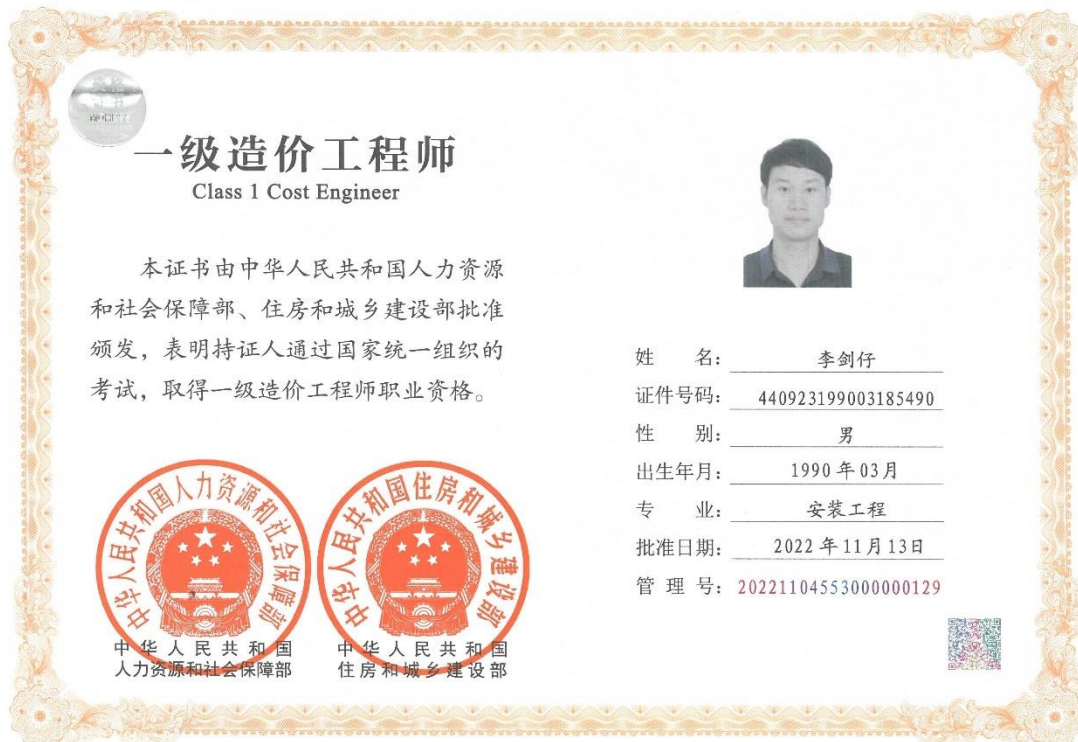 一级造价工程师
Class 1 Cost Engineer
本证书由中华人民共和国人力资源
和社会保障部、住房和城乡建设部批准
颁发，表明持证人通过国家统一组织的
考试，取得一级造价工程师职业资格。
中华人民共和国人力资源和社会保障部
中华人民共和国住房和城乡建设部
中华人民共和国
人力资源和社会保障部
中华人民共和国
住房和城乡建设部
姓 名：李剑仔
证件号码：440923199003185490
性 别：男
出生年月：1990年03月
专 业：安装工程
批准日期：2022年11月13日
管 理 号：20221104553000000129